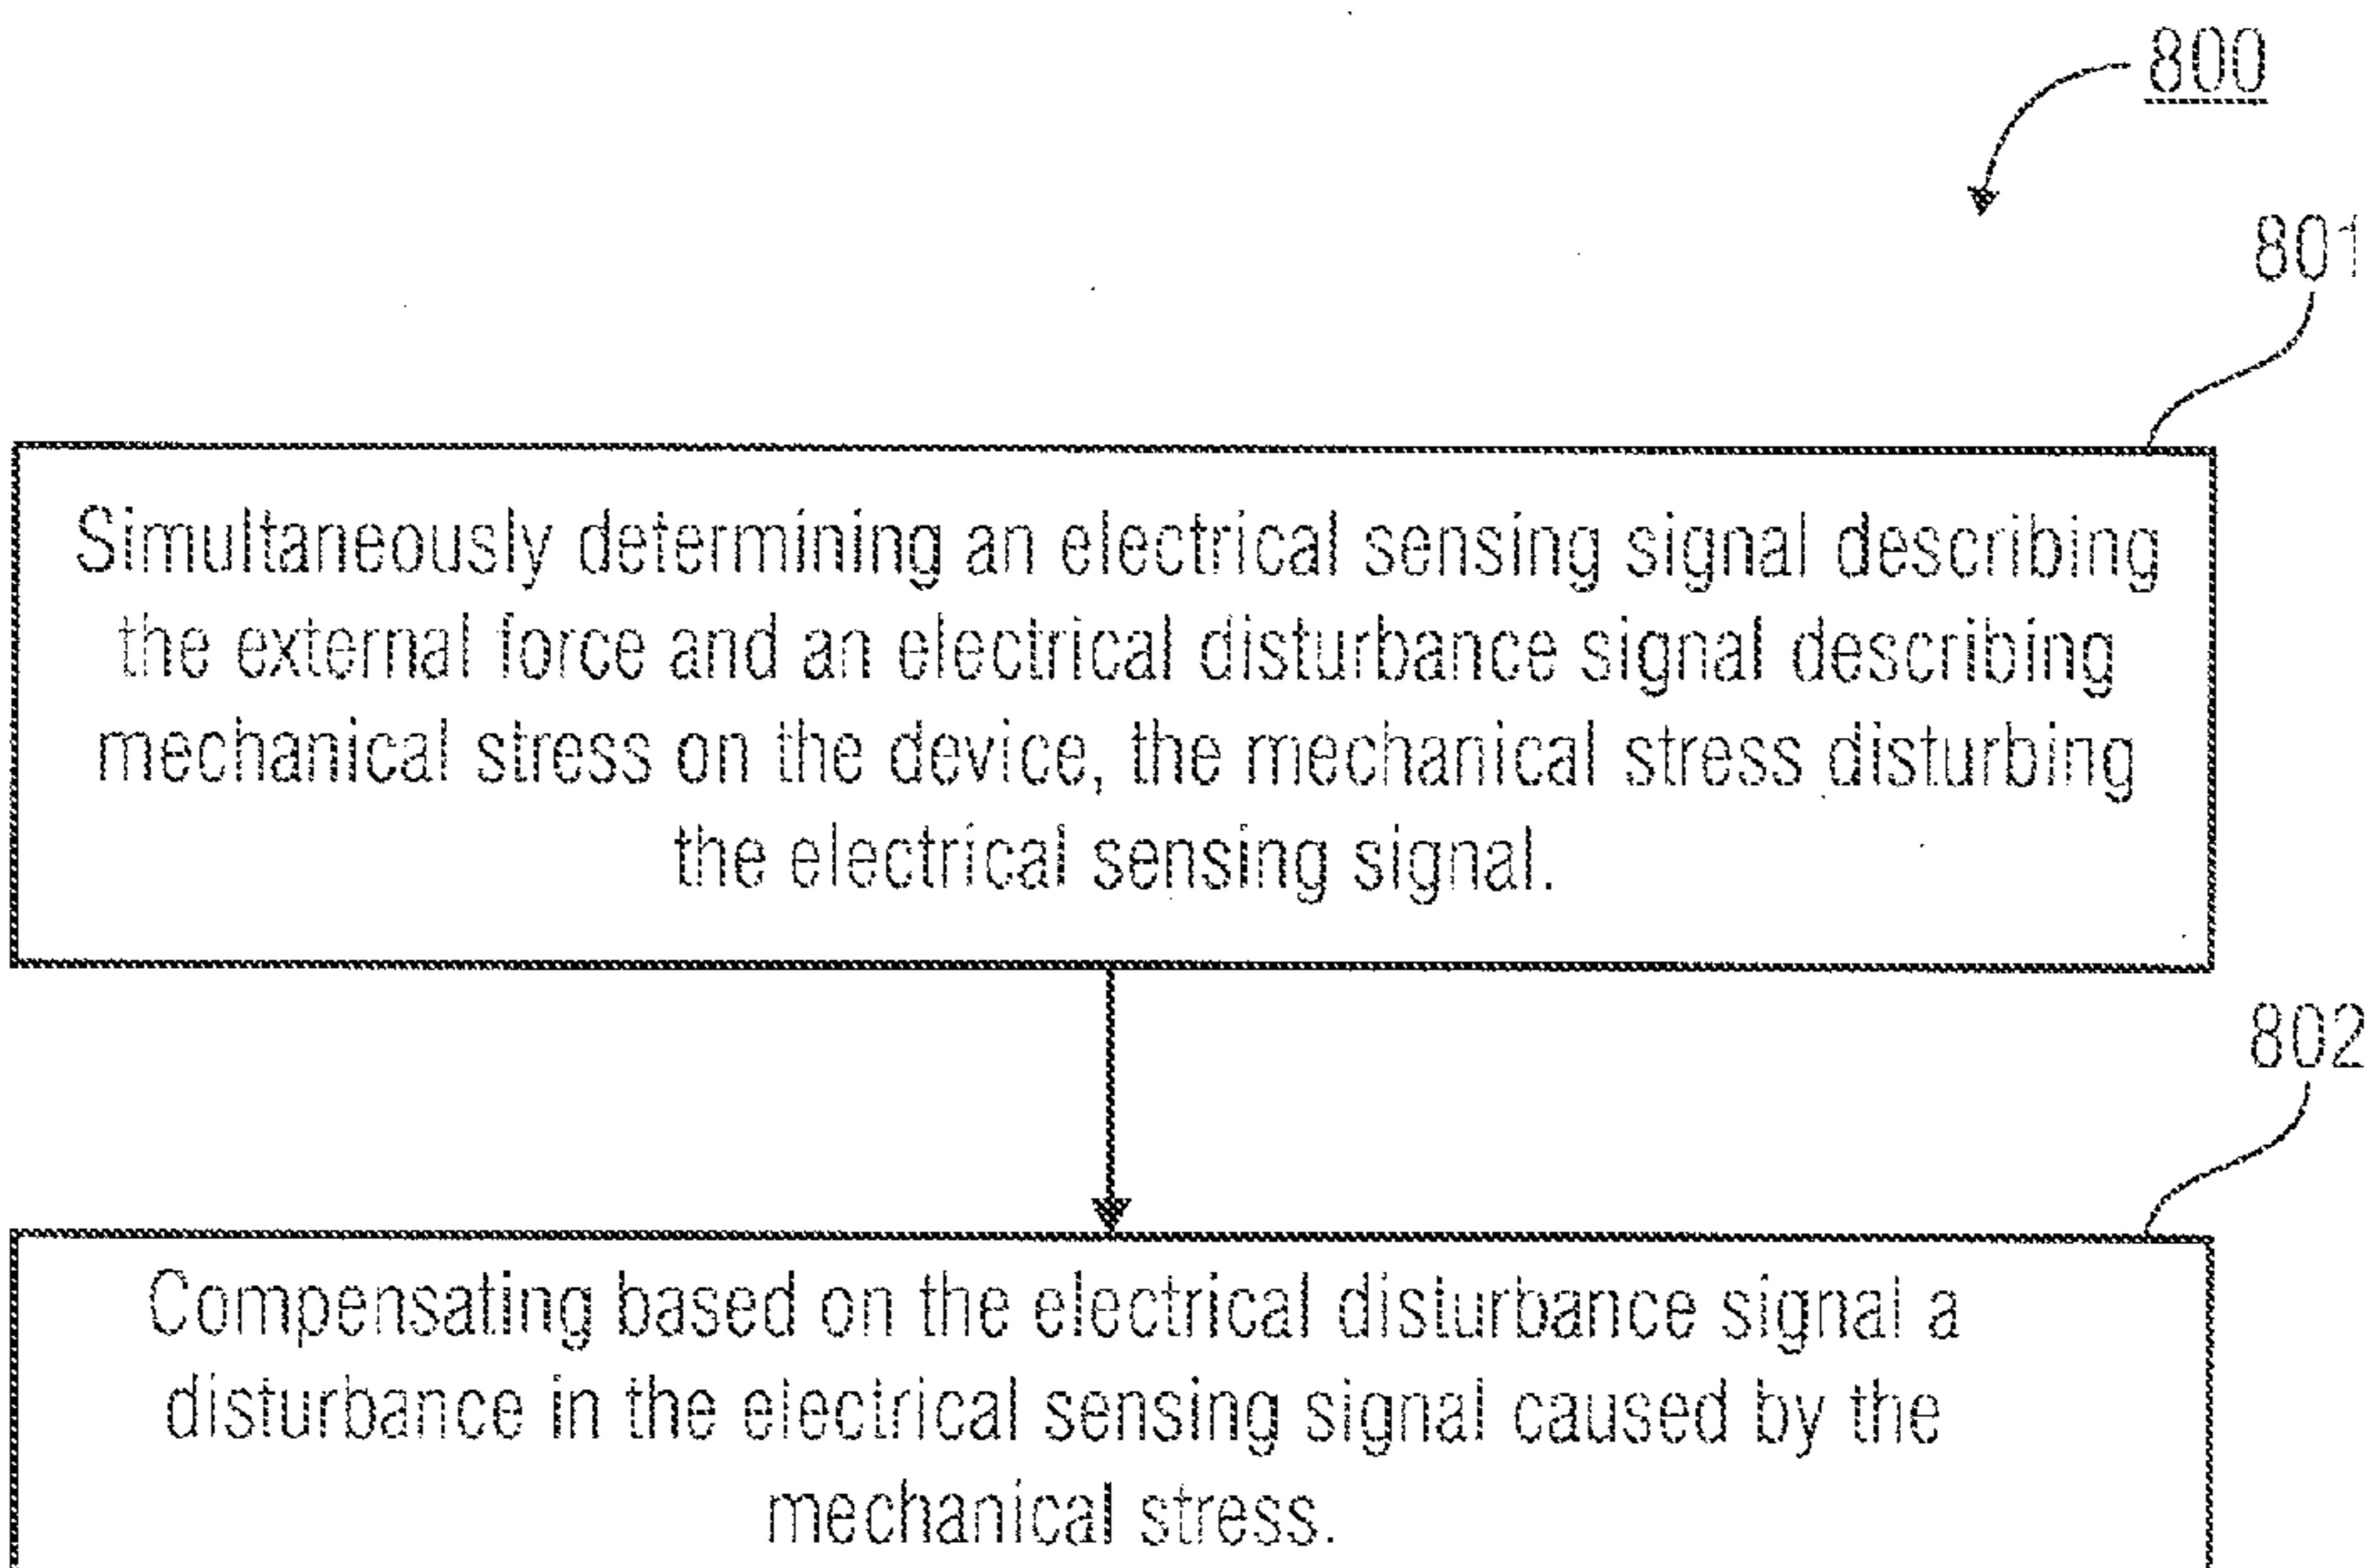 800
801
Simultaneously determining an electrical sensing signal describing
the external force and an electrical disturbance signal describing
mechanical stress on the device, the mechanical stress disturbing
the electrical sensing signal.
802
Compensating based on the electrical disturbance signal a
disturbance in the electrical sensing signal caused by the
mechanical stress.